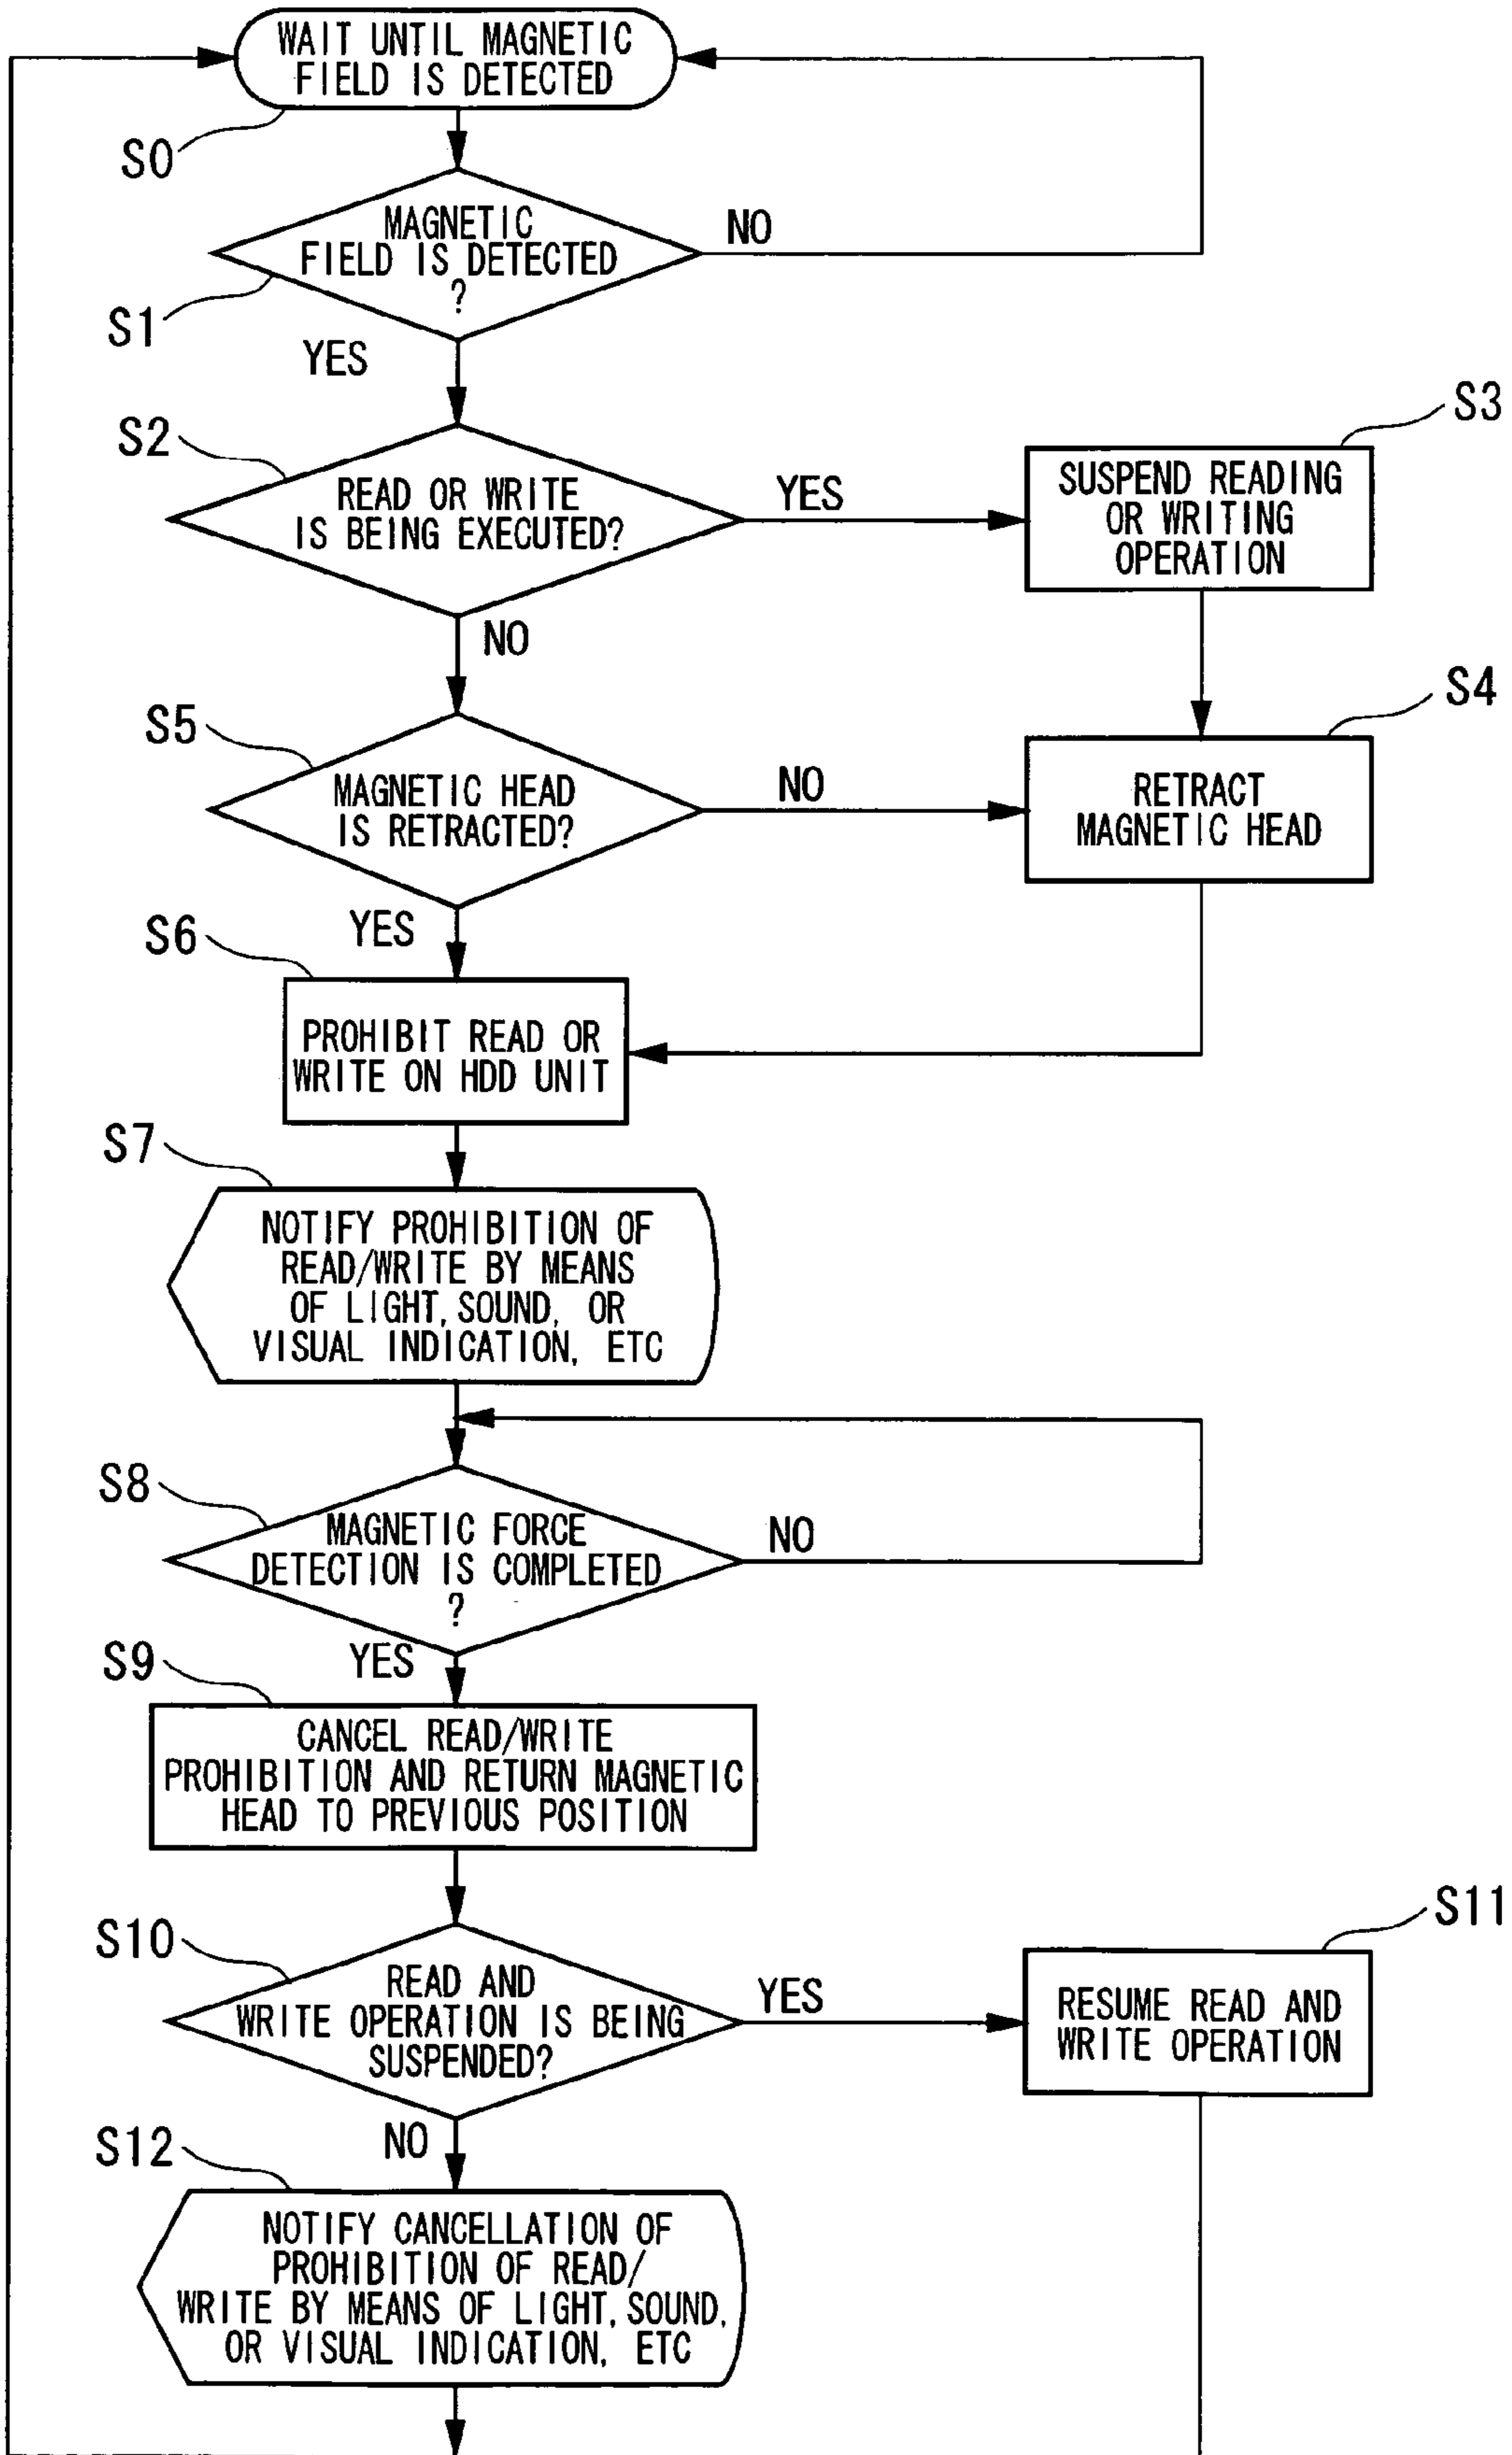 WAIT UNTIL MAGNETIC
FIELD IS DETECTED
S0
MAGNETIC
FIELD IS DETECTED
?
NO
S1
YES
S2
READ OR WRITE
IS BEING EXECUTED?
YES
S3
SUSPEND READING
OR WRITING
OPERATION
NO
S5
MAGNETIC HEAD
IS RETRACTED?
NO
S4
RETRACT
MAGNETIC HEAD
YES
S6
PROHIBIT READ OR
WRITE ON HDD UNIT
S7
NOTIFY PROHIBITION OF
READ/WRITE BY MEANS
OF LIGHT, SOUND, OR
VISUAL INDICATION, ETC
S8
MAGNETIC FORCE
DETECTION IS COMPLETED
?
NO
YES
S9
CANCEL READ/WRITE
PROHIBITION AND RETURN MAGNETIC
HEAD TO PREVIOUS POSITION
S10
READ AND
WRITE OPERATION IS BEING
SUSPENDED?
YES
S11
RESUME READ AND
WRITE OPERATION
NO
S12
NOTIFY CANCELLATION OF
PROHIBITION OF READ/
WRITE BY MEANS OF LIGHT, SOUND,
OR VISUAL INDICATION, ETC